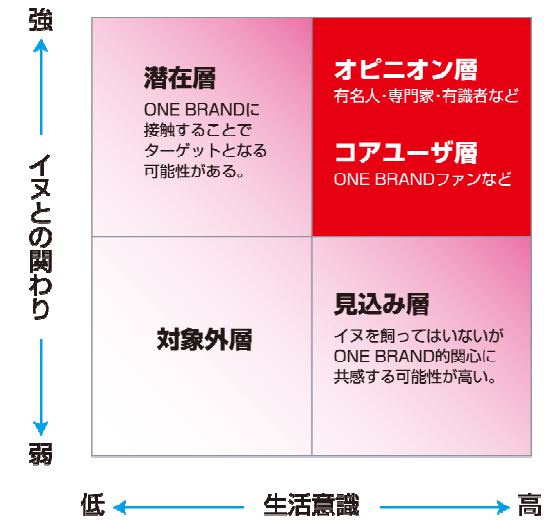 強
イヌとの関わり
弱
潜在層
ONE BRANDに
接触することで
ターゲットとなる
可能性がある。
オピニオン層
有名人・専門家・有識者など
コアユーザ層
ONE BRANDファンなど
対象外層
見込み層
イヌを飼ってはいないが
ONE BRAND的関心に
共感する可能性が高い。
低
生活意識
高